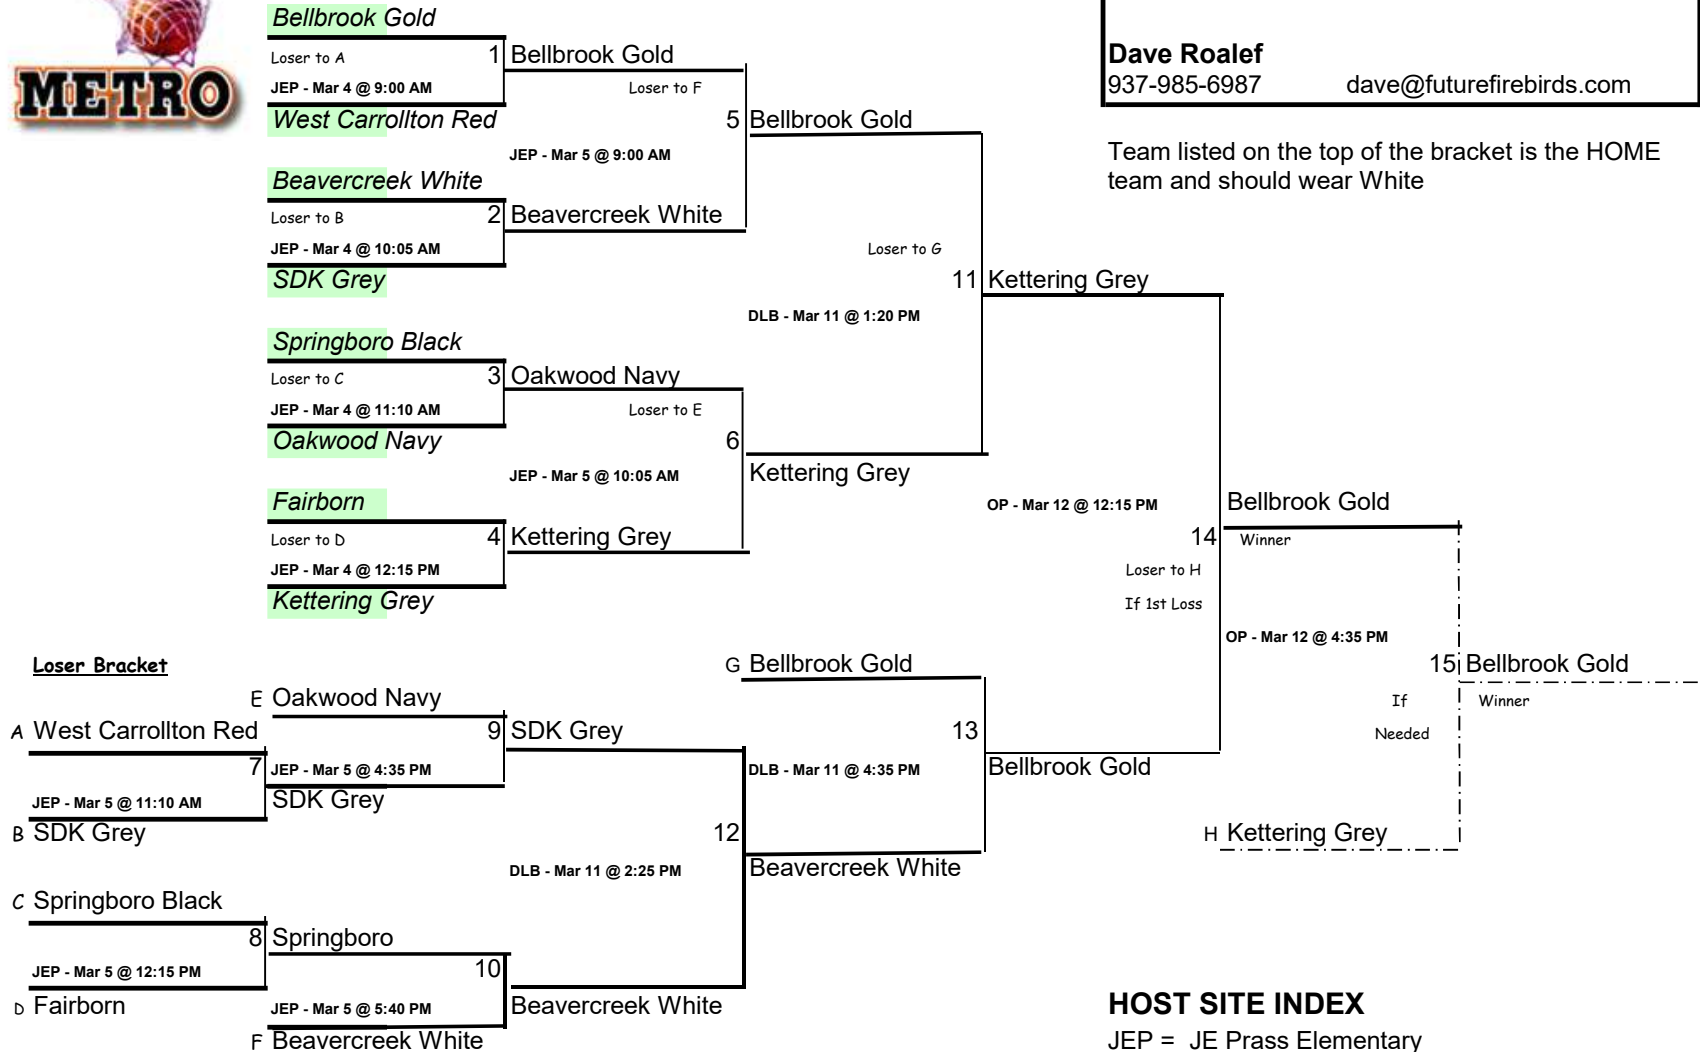 METRO
Bellbrook Gold
Loser to A
1
JEP - Mar 4 @ 9:00 AM
West Carrollton Red
Beavercreek White
Loser to B
2
JEP - Mar 4 @ 10:05 AM
SDK Grey
Springboro Black
Loser to C
3
JEP - Mar 4 @ 11:10 AM
Oakwood Navy
Fairborn
Loser to D
4
JEP - Mar 4 @ 12:15 PM
Kettering Grey
Bellbrook Gold
Loser to F
5
JEP - Mar 5 @ 9:00 AM
Beavercreek White
Oakwood Navy
Loser to E
6
JEP - Mar 5 @ 10:05 AM
Kettering Grey
Bellbrook Gold
Loser to G
11
DLB - Mar 11 @ 1:20 PM
Kettering Grey
Kettering Grey
OP - Mar 12 @ 12:15 PM
14
Loser to H
If 1st Loss
Bellbrook Gold
Winner
OP - Mar 12 @ 4:35 PM
15
Bellbrook Gold
If
Needed
Winner
H Kettering Grey
Dave Roalef
937-985-6987 dave@futurefirebirds.com
Team listed on the top of the bracket is the HOME
team and should wear White
Loser Bracket
A West Carrollton Red
7
JEP - Mar 5 @ 11:10 AM
B SDK Grey
C Springboro Black
8
JEP - Mar 5 @ 12:15 PM
D Fairborn
E Oakwood Navy
9
JEP - Mar 5 @ 4:35 PM
SDK Grey
Springboro
10
JEP - Mar 5 @ 5:40 PM
F Beavercreek White
SDK Grey
12
DLB - Mar 11 @ 2:25 PM
Beavercreek White
G Bellbrook Gold
13
DLB - Mar 11 @ 4:35 PM
Beavercreek White
Bellbrook Gold
HOST SITE INDEX
JEP = JE Prass Elementary